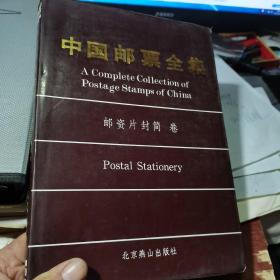 中国邮票全集
A Complete Collection of
Postage Stamps of China
邮资片封简 卷
Postal Stationery
北京燕山出版社